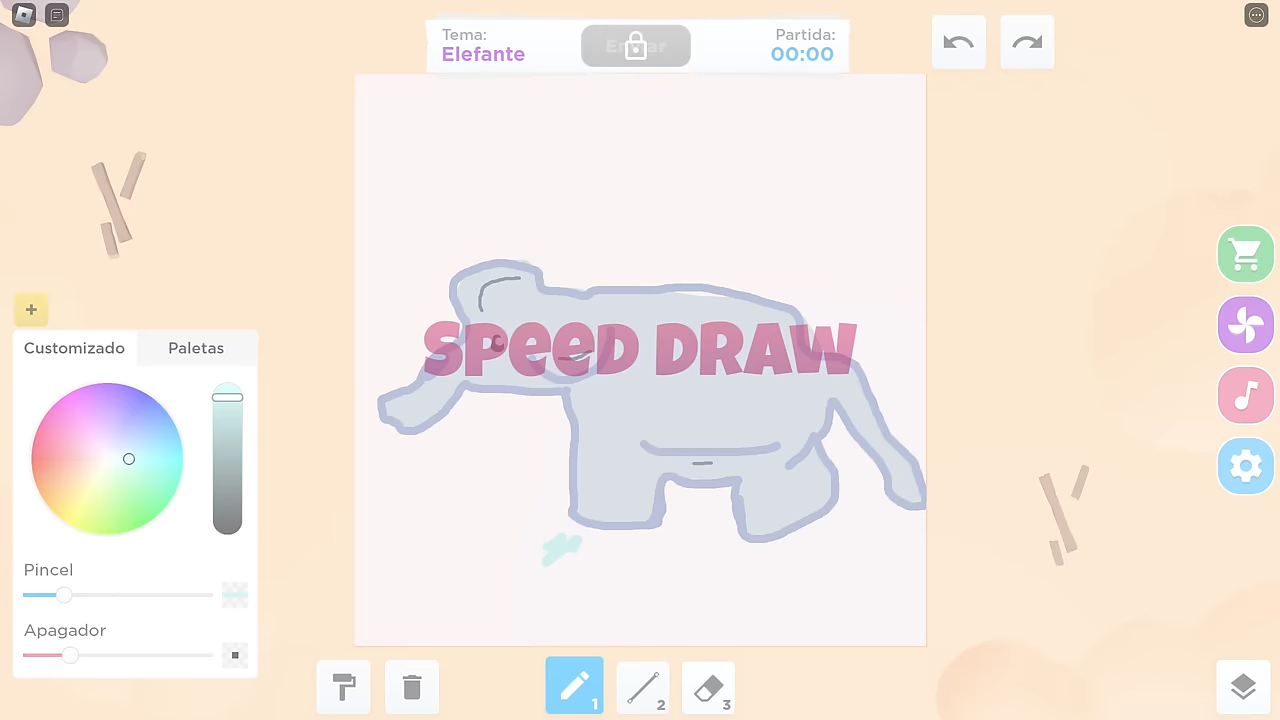 Tema:
Elefante
Partida:
00:00
SPEED DRAW
Customizado
Paletas
Pincel
Apagador
1
2
3